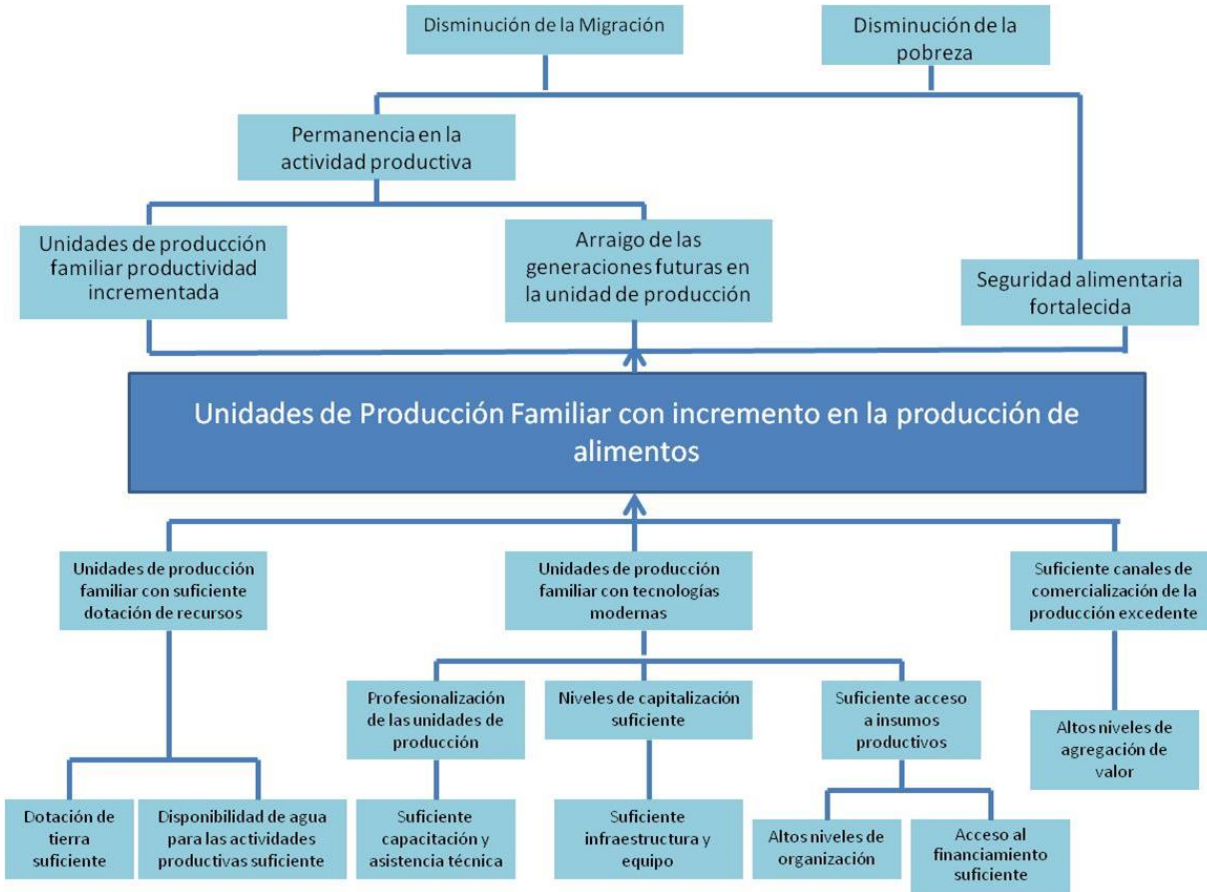 Disminución de la Migración
Disminución de la
pobreza
Permanencia en la
actividad productiva
Unidades de producción
familiar productividad
incrementada
Arraigo de las
generaciones futuras en
la unidad de producción
Seguridad alimentaria
fortalecida
Unidades de Producción Familiar con incremento en la producción de
alimentos
Unidades de producción
familiar con suficiente
dotación de recursos
Unidades de producción
familiar con tecnologías
modernas
Suficiente canales de
comercialización de la
producción excedente
Profesionalización
de las unidades de
producción
Niveles de capitalización
suficiente
Suficiente acceso
a insumos
productivos
Altos niveles de
agregación de
valor
Dotación de
tierra
suficiente
Disponibilidad de agua
para las actividades
productivas suficiente
Suficiente
capacitación y
asistencia técnica
Suficiente
infraestructura y
equipo
Altos niveles de
organización
Acceso al
financiamiento
suficiente